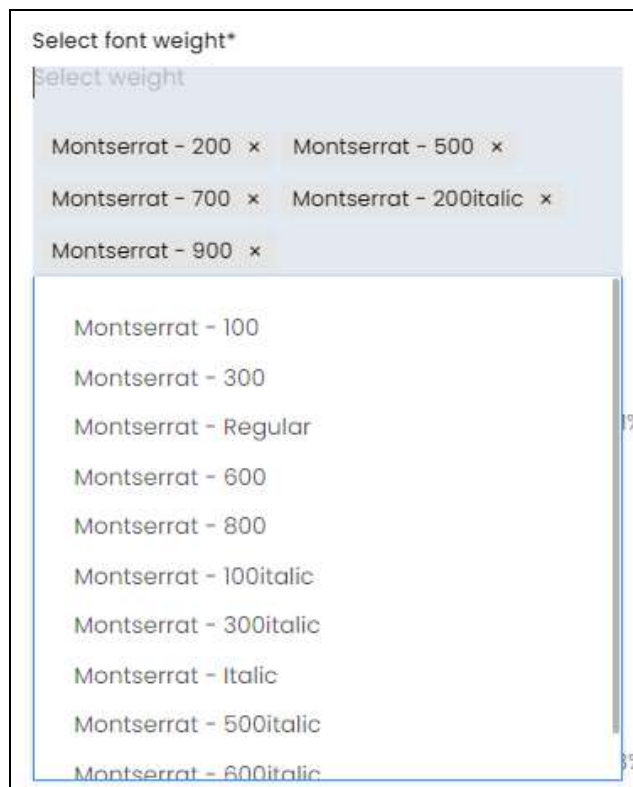 Select font weight*
Select weight
Montserrat - 200 × Montserrat - 500 ×
Montserrat - 700 × Montserrat - 200italic ×
Montserrat - 900 ×
Montserrat - 100
Montserrat - 300
Montserrat - Regular
Montserrat - 600
Montserrat - 800
Montserrat - 100italic
Montserrat - 300italic
Montserrat - Italic
Montserrat - 500italic
Montserrat - 600italic